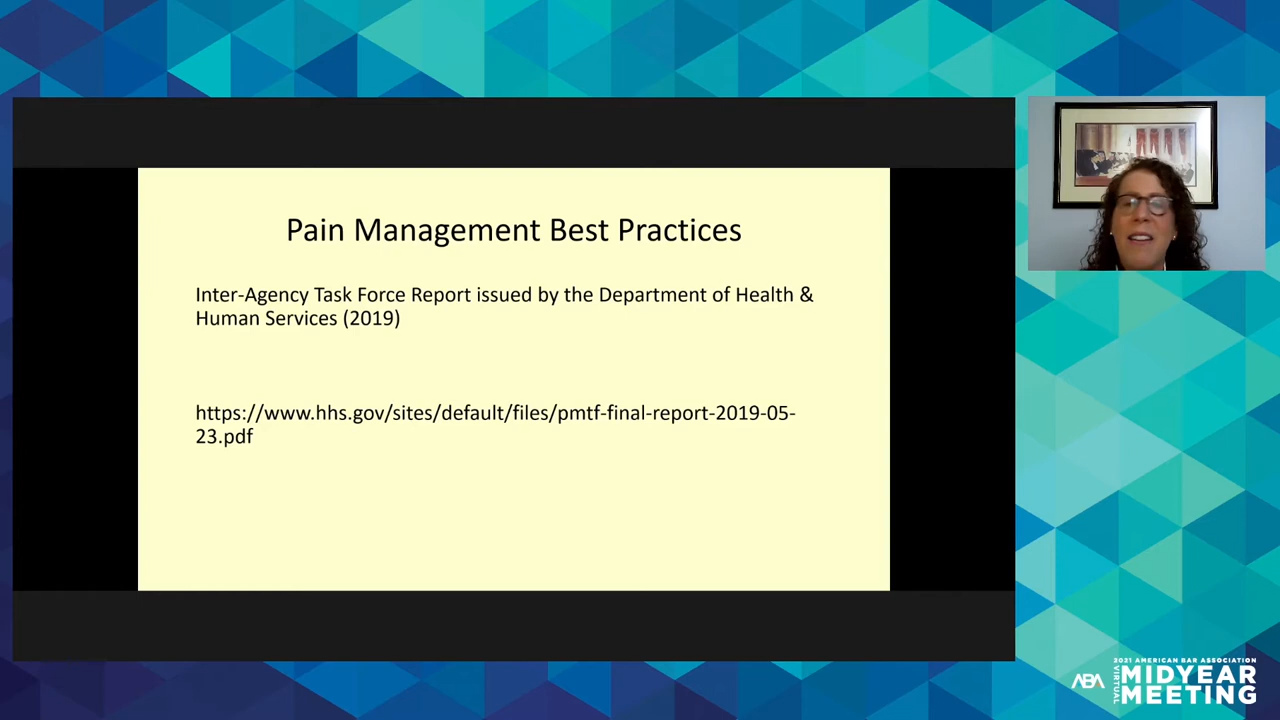 Pain Management Best Practices
Inter-Agency Task Force Report issued by the Department of Health &
Human Services (2019)
https://www.hhs.gov/sites/default/files/pmtf-final-report-2019-05-
23.pdf
2021 AMERICAN BAR ASSOCIATION
ABA
VIRTUAL
MIDYEAR
MEETING